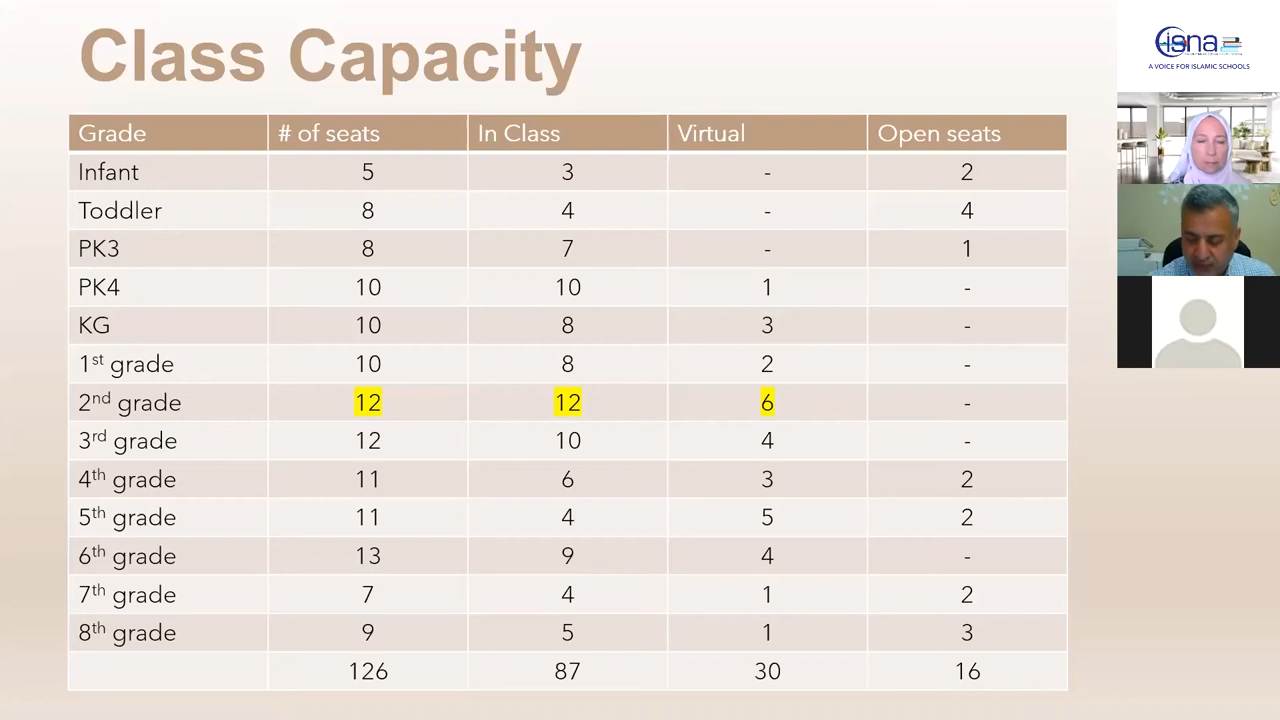 Class Capacity
Grade # of seats In Class Virtual Open seats
Infant 5 3 - 2
Toddler 8 4 - 4
PK3 8 7 - 1
PK4 10 10 1 -
KG 10 8 3 -
1st grade 10 8 2 -
2nd grade 12 12 6 -
3rd grade 12 10 4 -
4th grade 11 6 3 2
5th grade 11 4 5 2
6th grade 13 9 4 -
7th grade 7 4 1 2
8th grade 9 5 1 3
126 87 30 16
cisna
A VOICE FOR ISLAMIC SCHOOLS